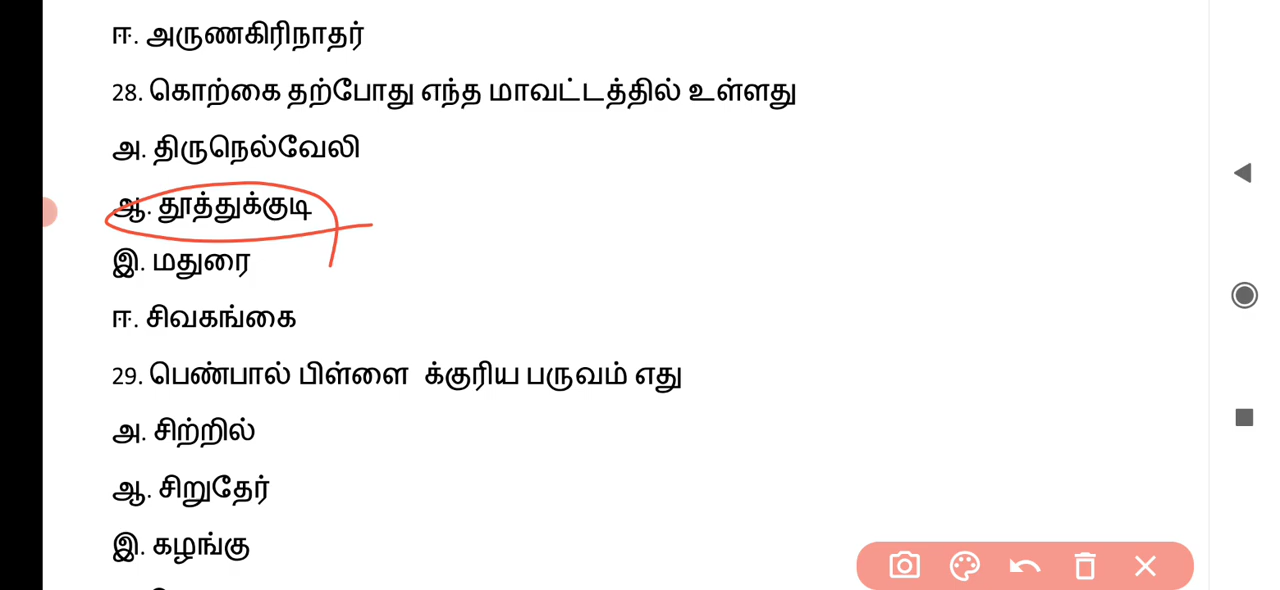 ஈ. அருணகிரிநாதர்
28. கொற்கை தற்போது எந்த மாவட்டத்தில் உள்ளது
அ. திருநெல்வேலி
ஆ. தூத்துக்குடி
இ. மதுரை
ஈ. சிவகங்கை
29. பெண்பால் பிள்ளை க்குரிய பருவம் எது
அ. சிற்றில்
ஆ. சிறுதேர்
இ. கழங்கு